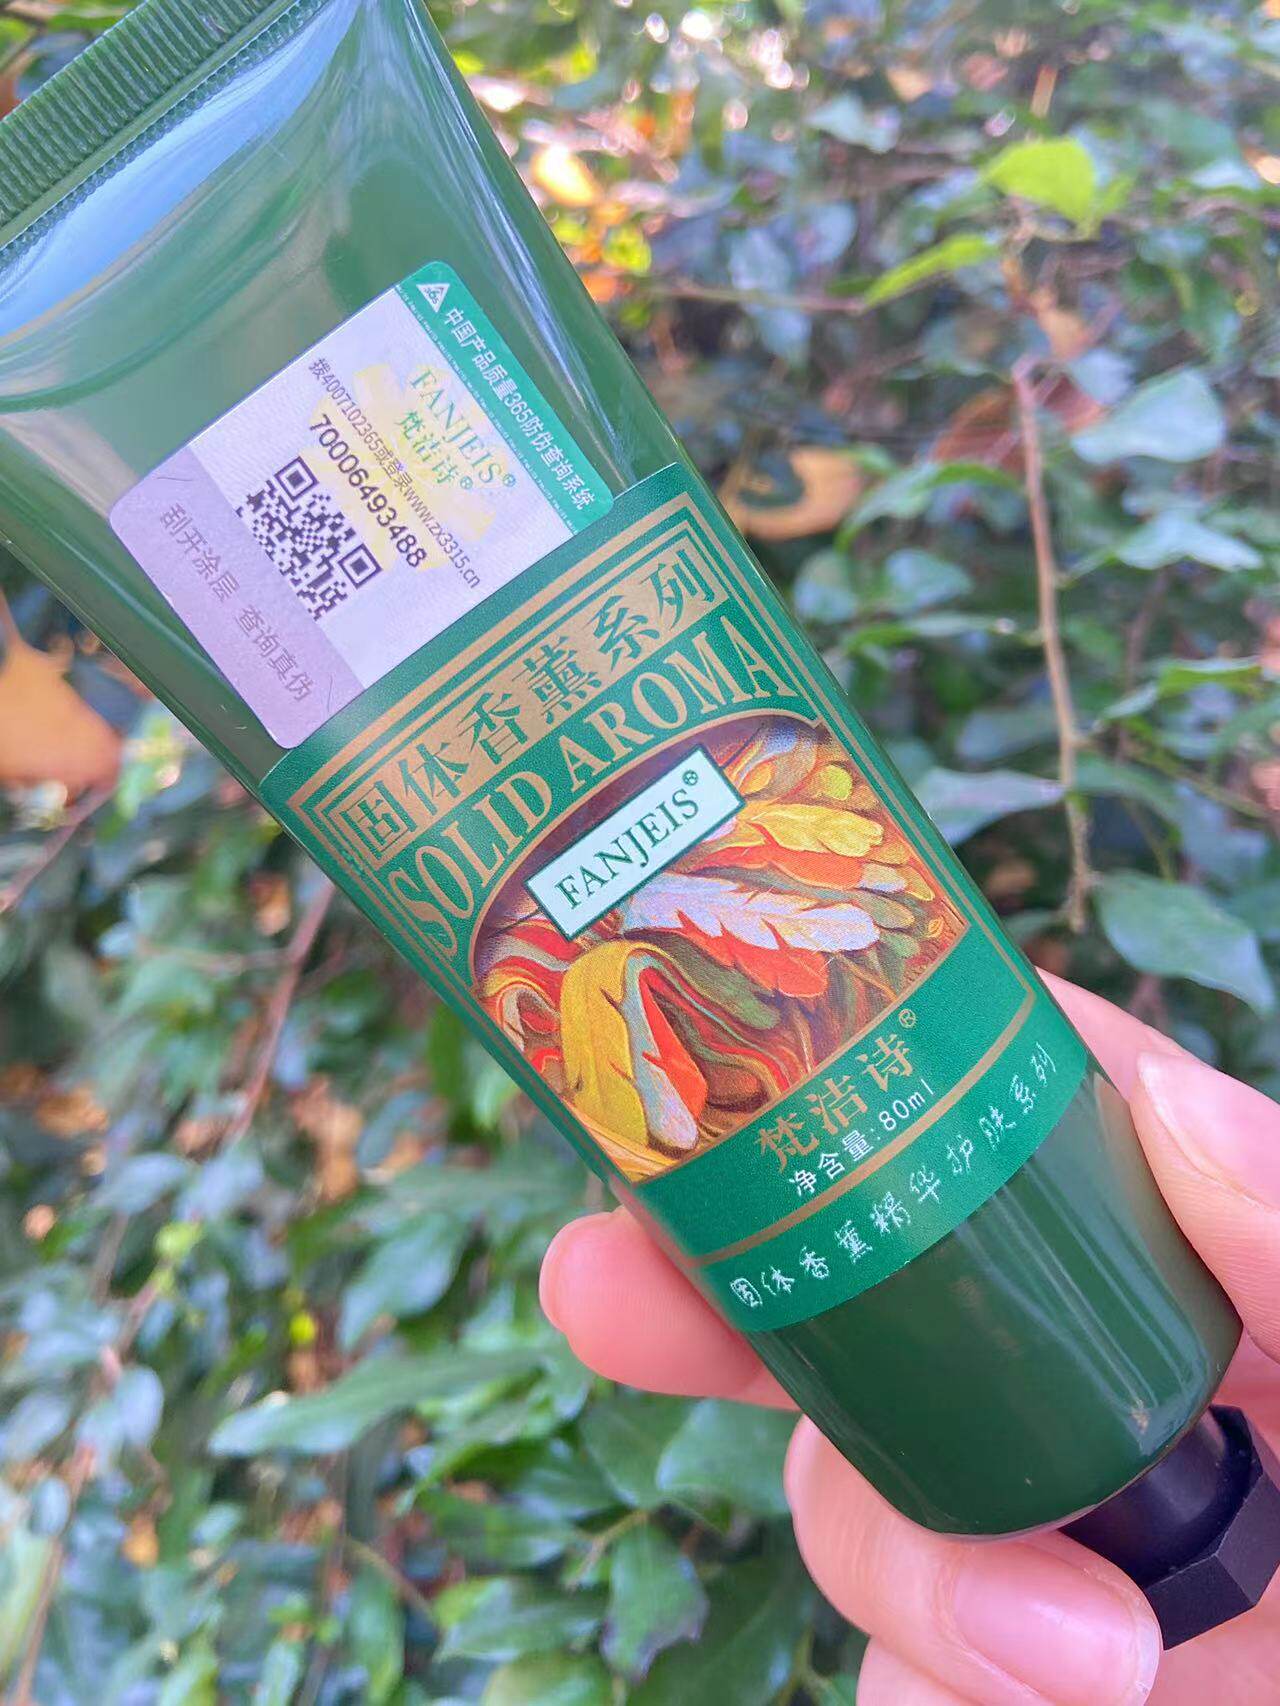 365
中国产品质量365防伪查询系统
FANJEIS®
梵洁诗®
拨4007102365或登录www.zx3315.cn
70006493488
刮开涂层 查询真伪
固体香薰系列
SOLID AROMA
FANJEIS®
梵洁诗®
净含量:80ml
固体香薰精华护肤系列